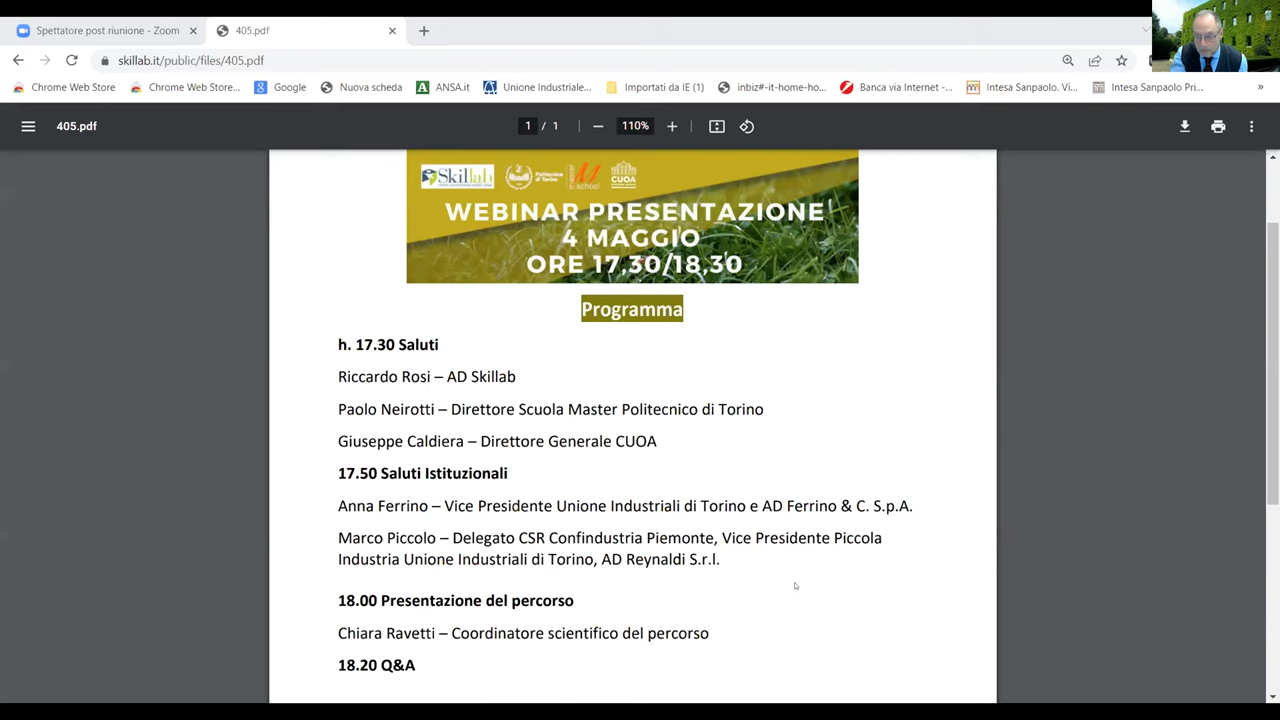 Spettatore post riunione - Zoom
405.pdf
skillab.it/public/files/405.pdf
Chrome Web Store
Chrome Web Store...
Google
Nuova scheda
ANSA.it
Unione Industriale...
Importati da IE (1)
inbiz#-it-home-ho...
Banca via Internet -...
Intesa Sanpaolo. Vi...
Intesa Sanpaolo Pri...
»
405.pdf
1 / 1
110%
Skillab
Politecnico di Torino
master school
CUOA
WEBINAR PRESENTAZIONE
4 MAGGIO
ORE 17,30/18,30
Programma
h. 17.30 Saluti
Riccardo Rosi – AD Skillab
Paolo Neirotti – Direttore Scuola Master Politecnico di Torino
Giuseppe Caldiera – Direttore Generale CUOA
17.50 Saluti Istituzionali
Anna Ferrino – Vice Presidente Unione Industriali di Torino e AD Ferrino & C. S.p.A.
Marco Piccolo – Delegato CSR Confindustria Piemonte, Vice Presidente Piccola
Industria Unione Industriali di Torino, AD Reynaldi S.r.l.
18.00 Presentazione del percorso
Chiara Ravetti – Coordinatore scientifico del percorso
18.20 Q&A